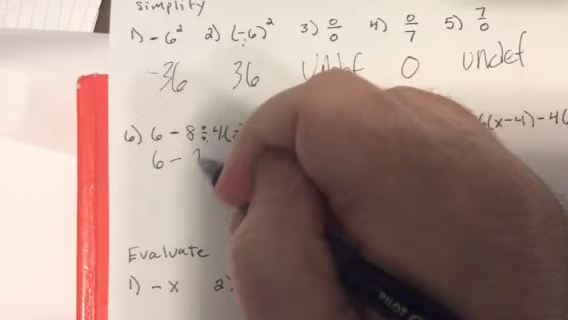 simplify
1) -6² 2) (-6)² 3) 0/0 4) 0/7 5) 7/0
-36 36 Undef 0 undef
6) 6 - 8 ÷ 4(- (x-4) - 4(
6 - 
Evaluate
1) - x 2)
PILOT